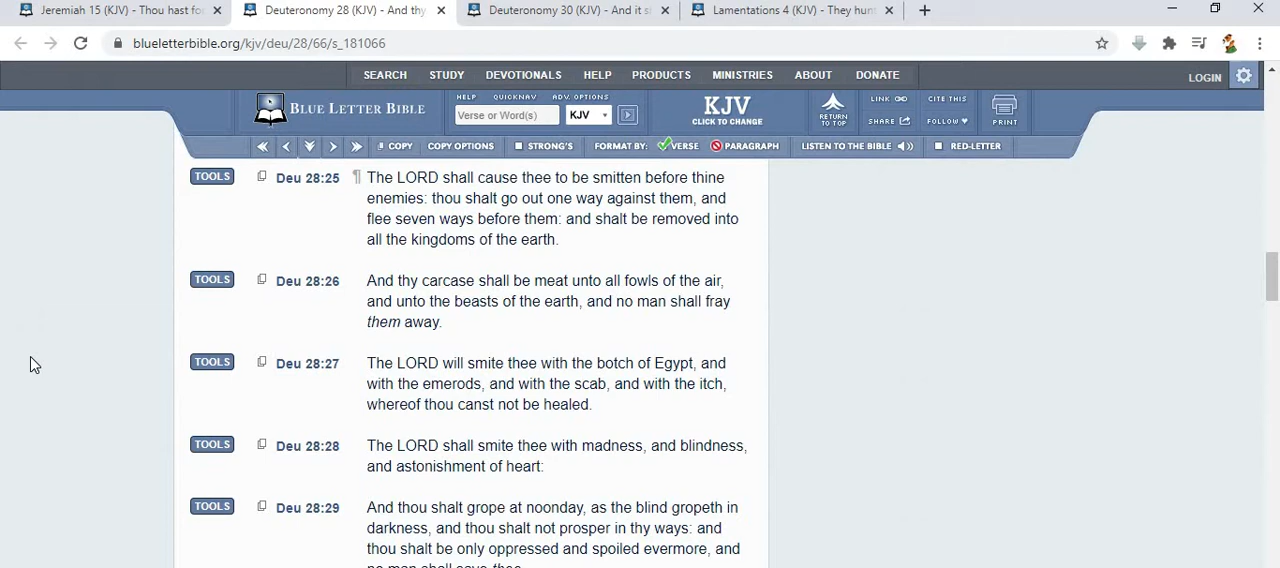 Jeremiah 15 (KJV) - Thou hast fo
Deuteronomy 28 (KJV) - And thy
Deuteronomy 30 (KJV) - And it s
Lamentations 4 (KJV) - They hun
blueletterbible.org/kjv/deu/28/66/s_181066
SEARCH STUDY DEVOTIONALS HELP PRODUCTS MINISTRIES ABOUT DONATE
LOGIN
BLUE LETTER BIBLE
HELP QUICKNAV ADV. OPTIONS
Verse or Word(s) KJV
KJV
CLICK TO CHANGE
RETURN
TO TOP
LINK CITE THIS
SHARE FOLLOW
PRINT
COPY COPY OPTIONS STRONG'S FORMAT BY: VERSE PARAGRAPH LISTEN TO THE BIBLE RED-LETTER
TOOLS Deu 28:25 ¶ The LORD shall cause thee to be smitten before thine
enemies: thou shalt go out one way against them, and
flee seven ways before them: and shalt be removed into
all the kingdoms of the earth.
TOOLS Deu 28:26 And thy carcase shall be meat unto all fowls of the air,
and unto the beasts of the earth, and no man shall fray
them away.
TOOLS Deu 28:27 The LORD will smite thee with the botch of Egypt, and
with the emerods, and with the scab, and with the itch,
whereof thou canst not be healed.
TOOLS Deu 28:28 The LORD shall smite thee with madness, and blindness,
and astonishment of heart:
TOOLS Deu 28:29 And thou shalt grope at noonday, as the blind gropeth in
darkness, and thou shalt not prosper in thy ways: and
thou shalt be only oppressed and spoiled evermore, and
no man shall save thee.